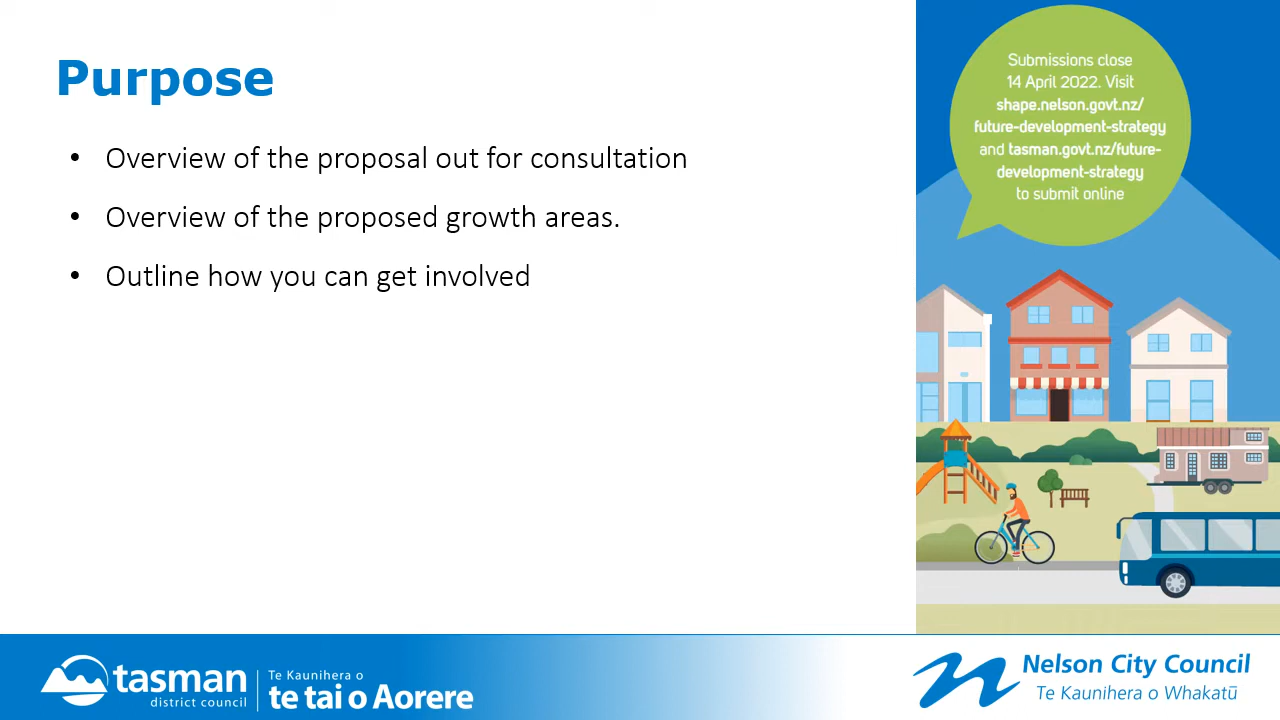 Purpose
• Overview of the proposal out for consultation
• Overview of the proposed growth areas.
• Outline how you can get involved
Submissions close
14 April 2022. Visit
shape.nelson.govt.nz/
future-development-strategy
and tasman.govt.nz/future-
development-strategy
to submit online
tasman
district council
Te Kaunihera o
te tai o Aorere
Nelson City Council
Te Kaunihera o Whakatū